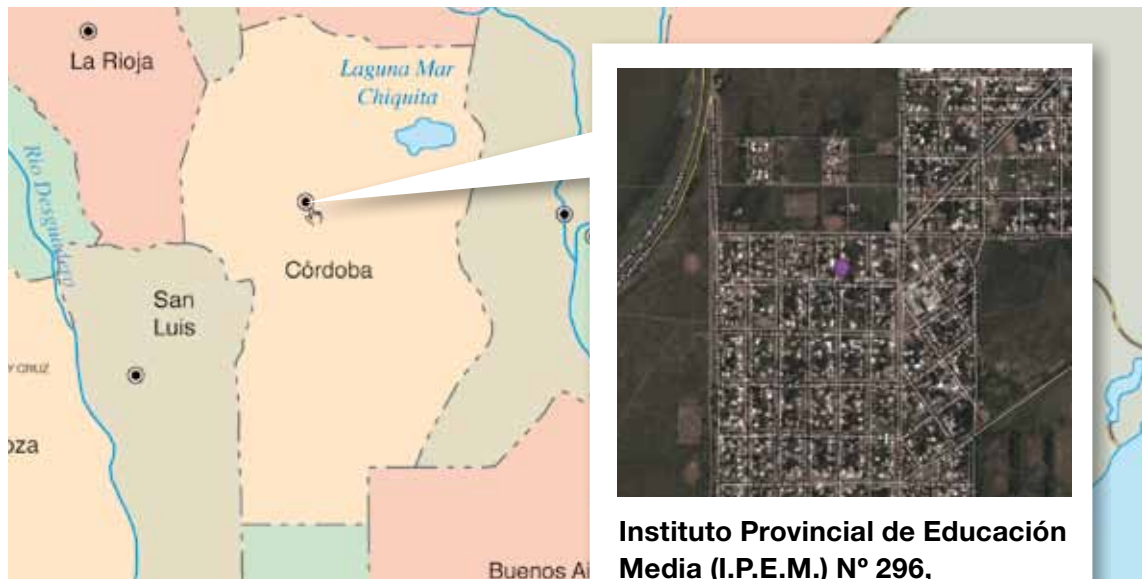 La Rioja
Laguna Mar
Chiquita
Río Desguadero
Córdoba
San
Luis
Y CRUZ
oza
Buenos Ai
Instituto Provincial de Educación
Media (I.P.E.M.) Nº 296,